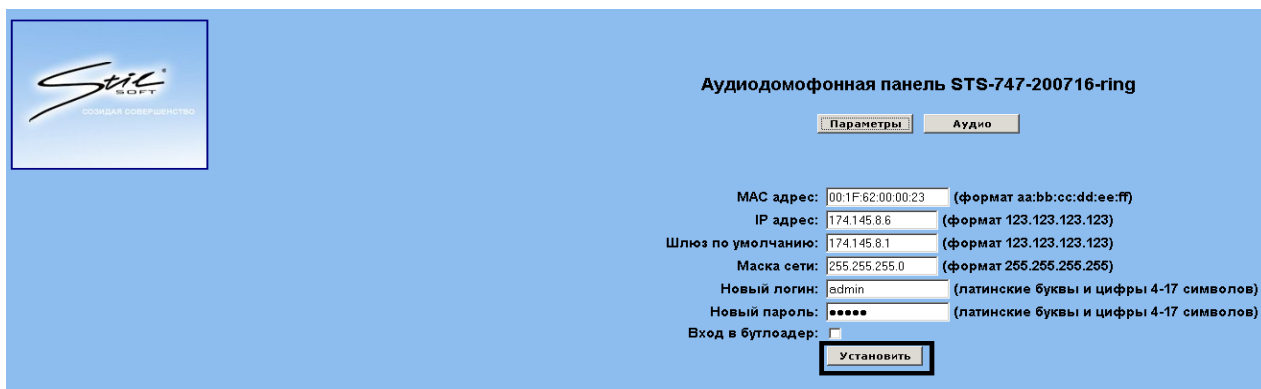 Stil
SOFT
СОЗИДАЯ СОВЕРШЕНСТВО
Аудиодомофонная панель STS-747-200716-ring
Параметры Аудио
MAC адрес: 00:1F:62:00:00:23 (формат aa:bb:cc:dd:ee:ff)
IP адрес: 174.145.8.6 (формат 123.123.123.123)
Шлюз по умолчанию: 174.145.8.1 (формат 123.123.123.123)
Маска сети: 255.255.255.0 (формат 255.255.255.255)
Новый логин: admin (латинские буквы и цифры 4-17 символов)
Новый пароль: ●●●●● (латинские буквы и цифры 4-17 символов)
Вход в бутлоадер:
Установить